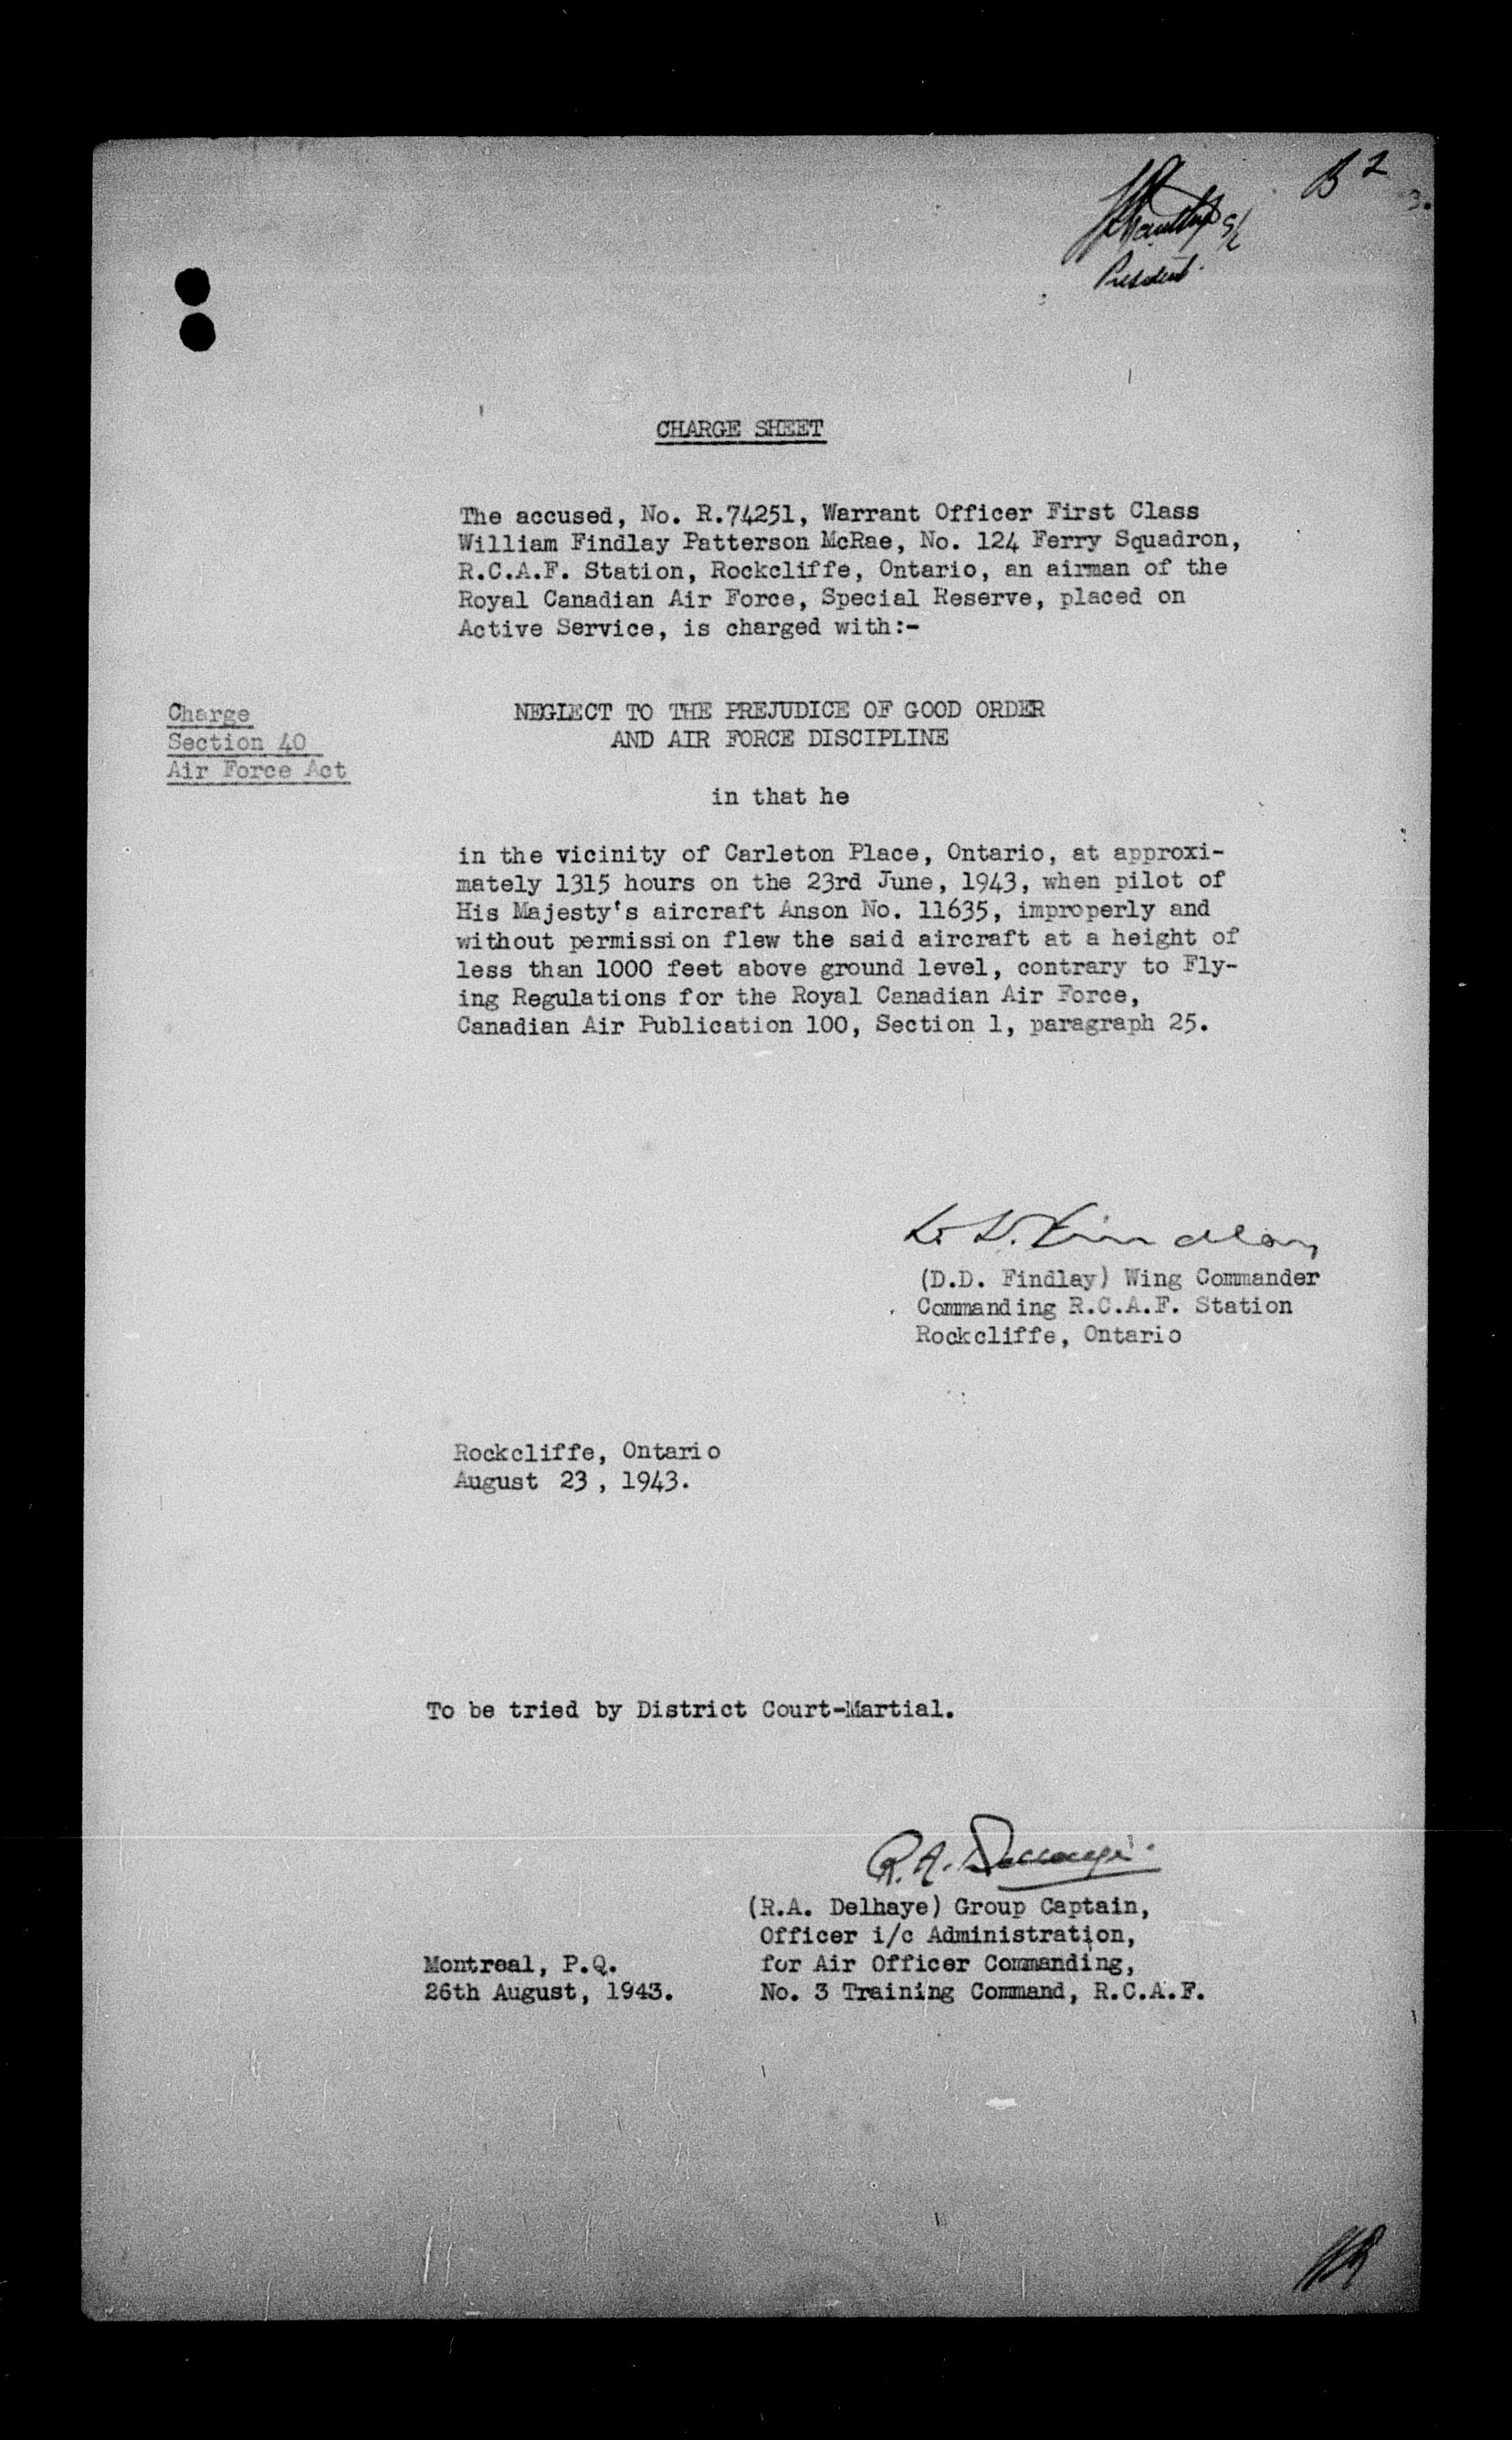 B 2
3.
President
CHARGE SHEET
The accused, No. R.74251, Warrant Officer First Class
William Findlay Patterson McRae, No. 124 Ferry Squadron,
R.C.A.F. Station, Rockcliffe, Ontario, an airman of the
Royal Canadian Air Force, Special Reserve, placed on
Active Service, is charged with:-
Charge
Section 40
Air Force Act
NEGLECT TO THE PREJUDICE OF GOOD ORDER
AND AIR FORCE DISCIPLINE
in that he
in the vicinity of Carleton Place, Ontario, at approxi-
mately 1315 hours on the 23rd June, 1943, when pilot of
His Majesty's aircraft Anson No. 11635, improperly and
without permission flew the said aircraft at a height of
less than 1000 feet above ground level, contrary to Fly-
ing Regulations for the Royal Canadian Air Force,
Canadian Air Publication 100, Section 1, paragraph 25.
D. D. Findlay
(D.D. Findlay) Wing Commander
Commanding R.C.A.F. Station
Rockcliffe, Ontario
Rockcliffe, Ontario
August 23, 1943.
To be tried by District Court-Martial.
R.A. Delhaye
(R.A. Delhaye) Group Captain,
Officer i/c Administration,
for Air Officer Commanding,
No. 3 Training Command, R.C.A.F.
Montreal, P.Q.
26th August, 1943.